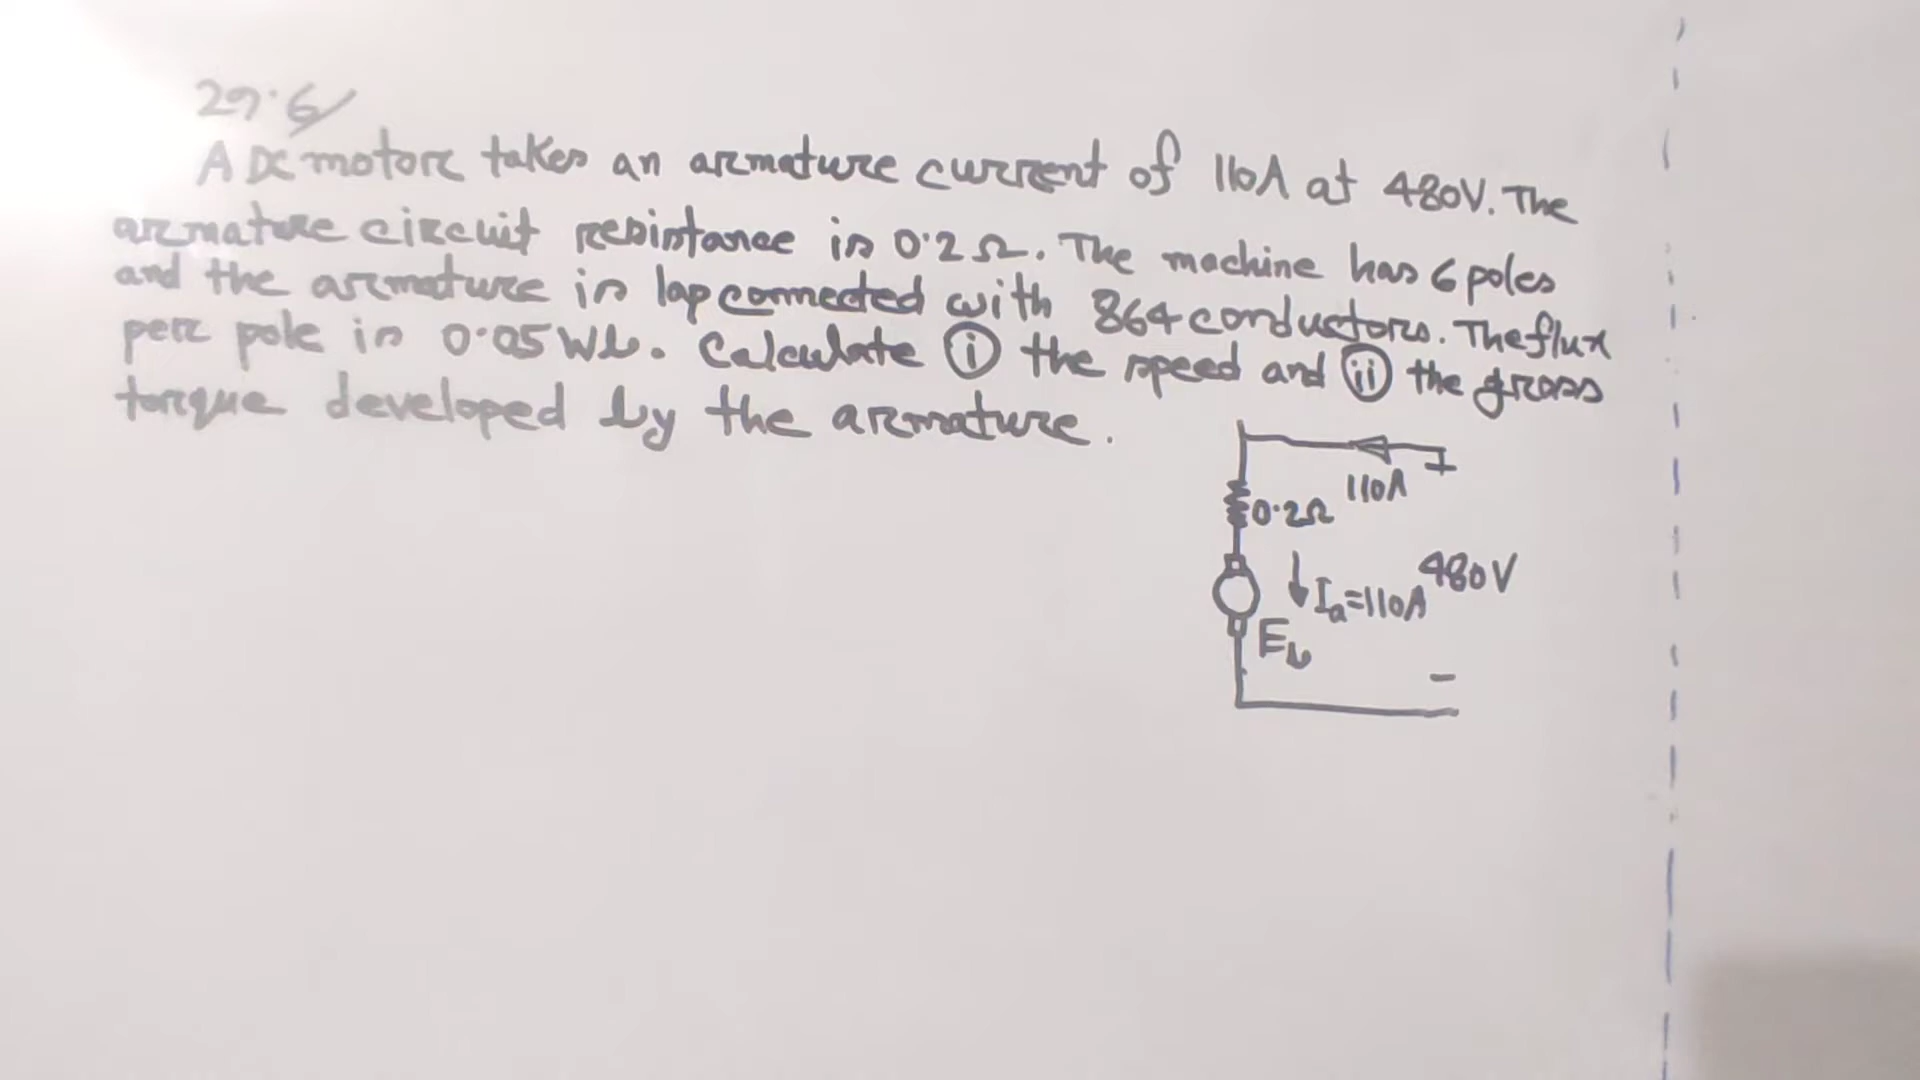 29.6/
A DC motor takes an armature current of 110A at 480V. The
armature circuit resistance is 0.2Ω. The machine has 6 poles
and the armature is lap connected with 864 conductors. The flux
per pole is 0.05 Wb. Calculate (i) the speed and (ii) the gross
torque developed by the armature.
+
110A
0.2Ω
480V
Ia=110A
Eb
-